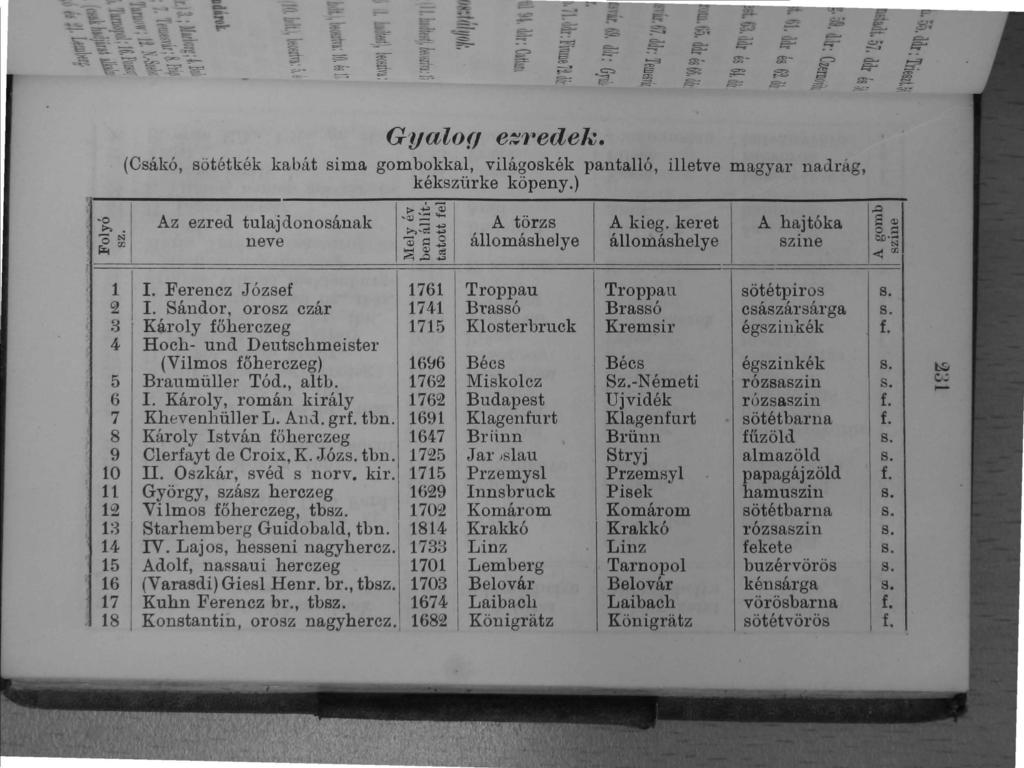 Gyalog ezredek.
(Csákó, sötétkék kabát sima gombokkal, világoskék pantalló, illetve magyar nadrág,
kékszürke köpeny.)
Folyó sz. | Az ezred tulajdonosának neve | Mely évben állíttatott fel | A törzs állomáshelye | A kieg. keret állomáshelye | A hajtóka szine | A gomb szine
1 I. Ferencz József 1761 Troppau Troppau sötétpiros s.
2 I. Sándor, orosz czár 1741 Brassó Brassó császársárga s.
3 Károly főherczeg 1715 Klosterbruck Kremsir égszinkék f.
4 Hoch- und Deutschmeister
(Vilmos főherczeg) 1696 Bécs Bécs égszinkék s.
5 Braumüller Tód., altb. 1762 Miskolcz Sz.-Németi rózsaszin s.
6 I. Károly, román király 1762 Budapest Ujvidék rózsaszin f.
7 Khevenhüller L. And. grf. tbn. 1691 Klagenfurt Klagenfurt sötétbarna f.
8 Károly István főherczeg 1647 Brünn Brünn fűzöld s.
9 Clerfayt de Croix, K. Józs. tbn. 1725 Jar slau Stryj almazöld s.
10 II. Oszkár, svéd s norv. kir. 1715 Przemysl Przemsyl papagájzöld f.
11 György, szász herczeg 1629 Innsbruck Pisek hamuszin s.
12 Vilmos főherczeg, tbsz. 1702 Komárom Komárom sötétbarna s.
13 Starhemberg Guidobald, tbn. 1814 Krakkó Krakkó rózsaszin s.
14 IV. Lajos, hesseni nagyhercz. 1733 Linz Linz fekete s.
15 Adolf, nassaui herczeg 1701 Lemberg Tarnopol buzérvörös s.
16 (Varasdi) Giesl Henr. br., tbsz. 1703 Belovár Belovár kénsárga s.
17 Kuhn Ferencz br., tbsz. 1674 Laibach Laibach vörösbarna f.
18 Konstantin, orosz nagyhercz. 1682 Königrätz Königrätz sötétvörös f.
231